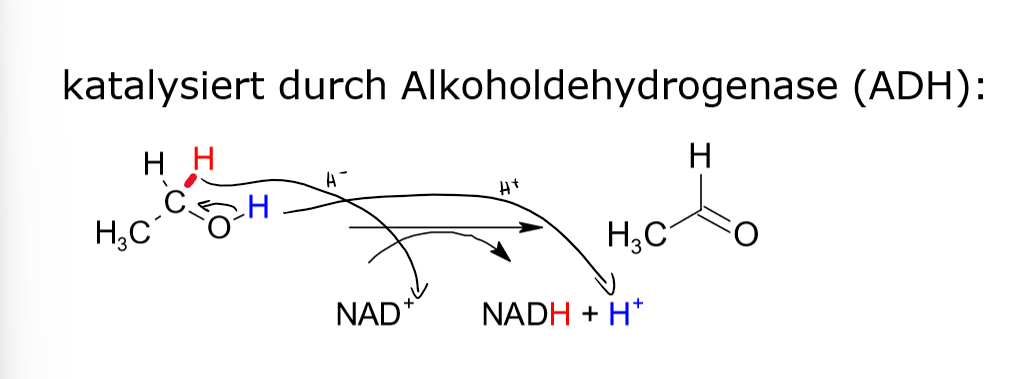 katalysiert durch Alkoholdehydrogenase (ADH):
H H H
H⁻ H⁺
C H
H₃C O H₃C O
NAD⁺ NADH + H⁺